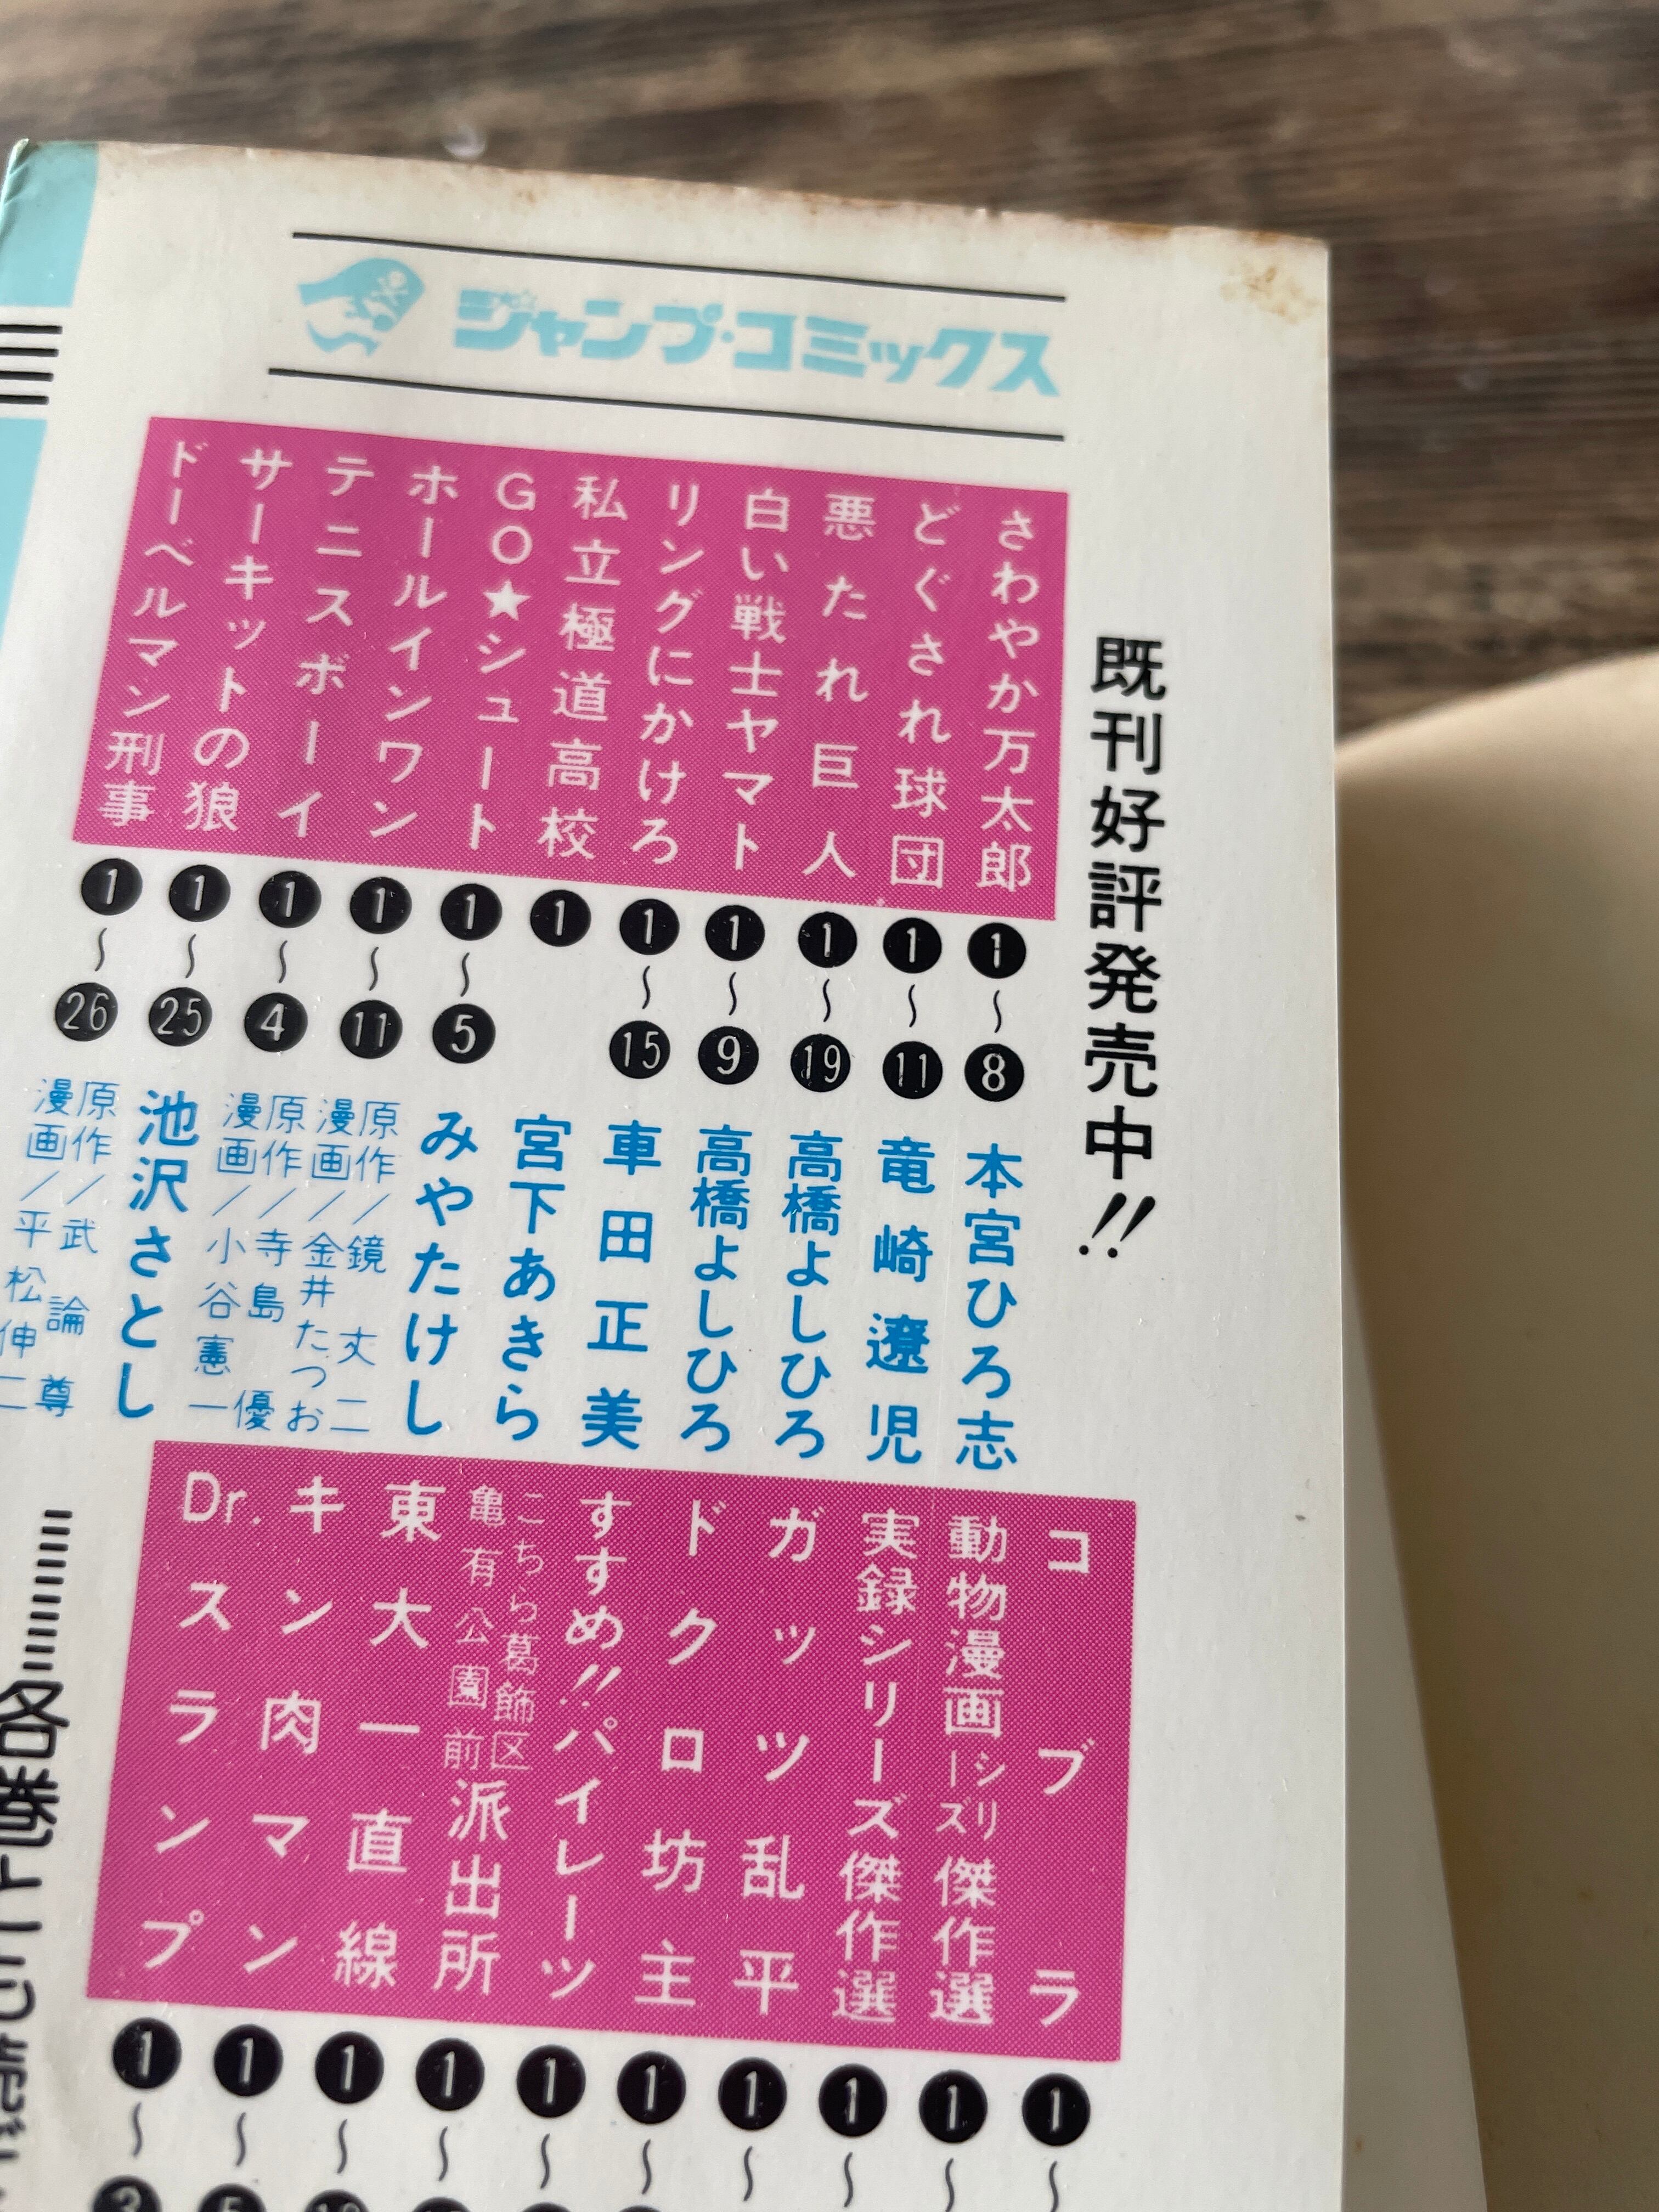 ジャンプ・コミックス
既刊好評発売中!!
さわやか万太郎 1〜8 本宮ひろ志
どぐされ球団 1〜11 竜崎遼児
悪たれ巨人 1〜19 高橋よしひろ
白い戦士ヤマト 1〜9 高橋よしひろ
リングにかけろ 1〜15 車田正美
私立極道高校 1 宮下あきら
GO★シュート 1〜5 みやたけし
ホールインワン 1〜11 原作/鏡丈二 漫画/金井たつお
テニスボーイ 1〜4 原作/寺島優 漫画/小谷憲一
サーキットの狼 1〜25 池沢さとし
ドーベルマン刑事 1〜26 原作/武論尊 漫画/平松伸二
コブラ 1〜
動物漫画シリーズ傑作選 1〜
実録シリーズ傑作選 1〜
ガッツ乱平 1〜
ドクロ坊主 1〜
すすめ!!パイレーツ 1〜
こちら葛飾区亀有公園前派出所 1〜
東大一直線 1〜
キン肉マン 1〜
Dr.スランプ 1〜3
各巻